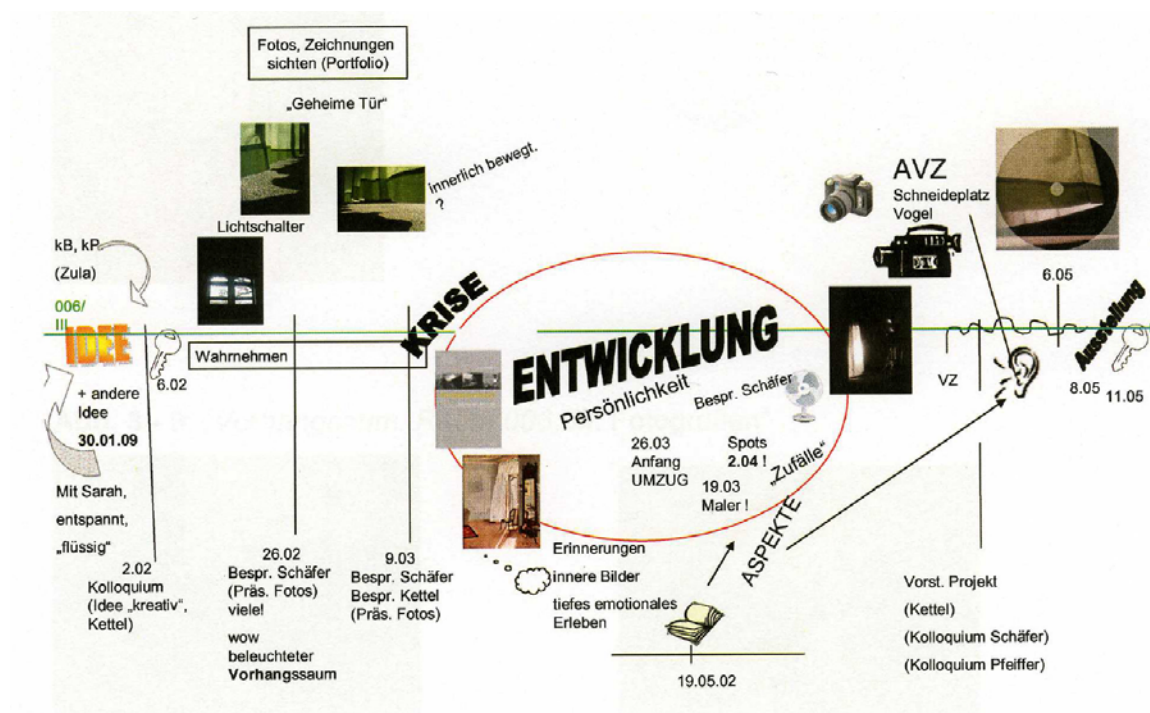 Fotos, Zeichnungen
sichten (Portfolio)
„Geheime Tür"
innerlich bewegt.
?
Lichtschalter
kB, kP
(Zula)
006/
III
IDEE
+ andere
Idee
30.01.09
Mit Sarah,
entspannt,
„flüssig"
6.02
Wahrnehmen
2.02
Kolloquium
(Idee „kreativ",
Kettel)
26.02
Bespr. Schäfer
(Präs. Fotos)
viele!
wow
beleuchteter
Vorhangssaum
9.03
Bespr. Schäfer
Bespr. Kettel
(Präs. Fotos)
KRISE
ENTWICKLUNG
Persönlichkeit
Bespr. Schäfer
26.03
Anfang
UMZUG
Spots
2.04 !
19.03
Maler !
„Zufälle"
ASPEKTE
Erinnerungen
innere Bilder
tiefes emotionales
Erleben
19.05.02
AVZ
Schneideplatz
Vogel
VZ
6.05
Ausstellung
8.05
11.05
Vorst. Projekt
(Kettel)
(Kolloquium Schäfer)
(Kolloquium Pfeiffer)